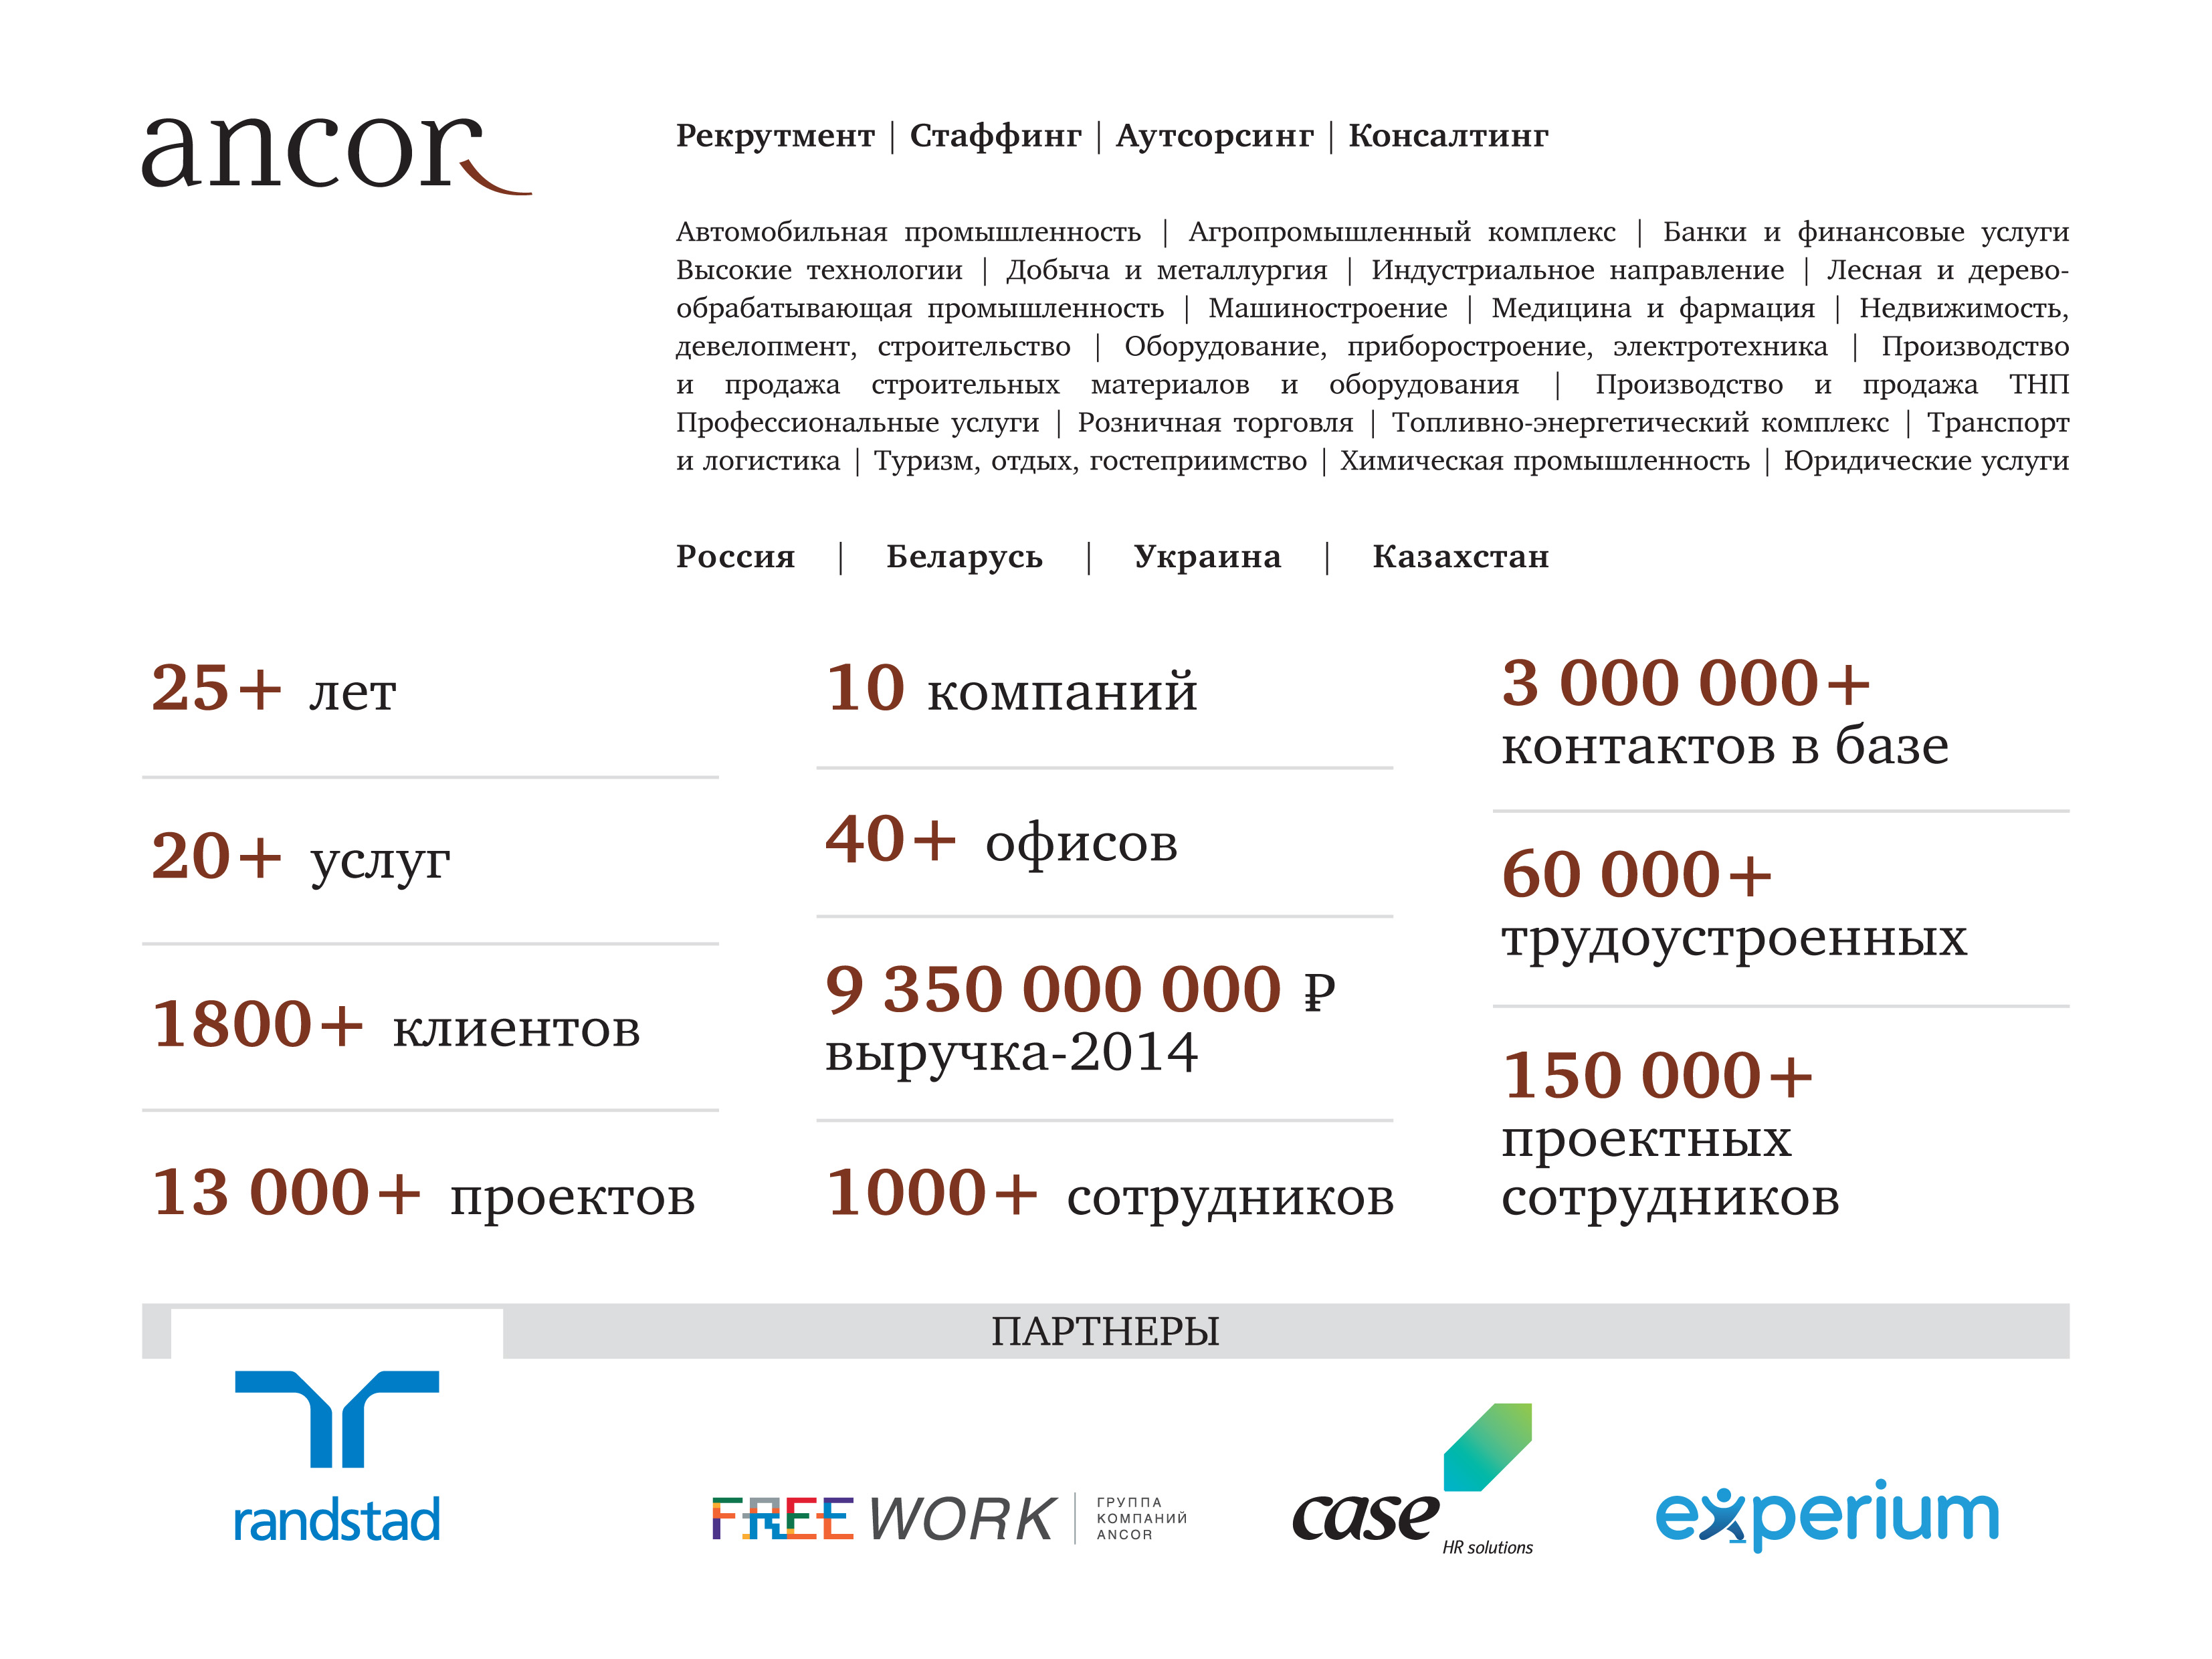 ancor
Рекрутмент | Стаффинг | Аутсорсинг | Консалтинг
Автомобильная промышленность | Агропромышленный комплекс | Банки и финансовые услуги
Высокие технологии | Добыча и металлургия | Индустриальное направление | Лесная и дерево-
обрабатывающая промышленность | Машиностроение | Медицина и фармация | Недвижимость,
девелопмент, строительство | Оборудование, приборостроение, электротехника | Производство
и продажа строительных материалов и оборудования | Производство и продажа ТНП
Профессиональные услуги | Розничная торговля | Топливно-энергетический комплекс | Транспорт
и логистика | Туризм, отдых, гостеприимство | Химическая промышленность | Юридические услуги
Россия | Беларусь | Украина | Казахстан
25+ лет
20+ услуг
1800+ клиентов
13 000+ проектов
10 компаний
40+ офисов
9 350 000 000 ₽
выручка-2014
1000+ сотрудников
3 000 000+
контактов в базе
60 000+
трудоустроенных
150 000+
проектных
сотрудников
ПАРТНЕРЫ
randstad
FREE WORK
ГРУППА
КОМПАНИЙ
ANCOR
case
HR solutions
experium